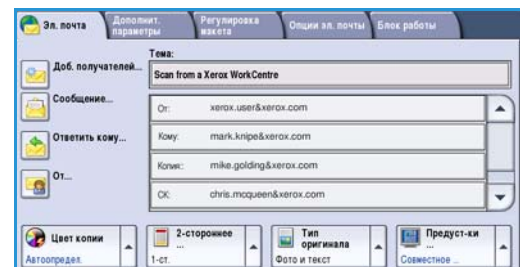 Эл. почта
Дополнит. параметры
Регулировка макета
Опции эл. почты
Блок работы
Тема:
Доб. получателей...
Scan from a Xerox WorkCentre
Сообщение...
От: xerox.user&xerox.com
Ответить кому...
Кому: mark.knipe&xerox.com
Копия: mike.golding&xerox.com
От...
СК: chris.mcqueen&xerox.com
Цвет копии
Автоопредел.
2-стороннее ...
1-ст.
Тип оригинала
Фото и текст
Предуст-ки ...
Совместное ...